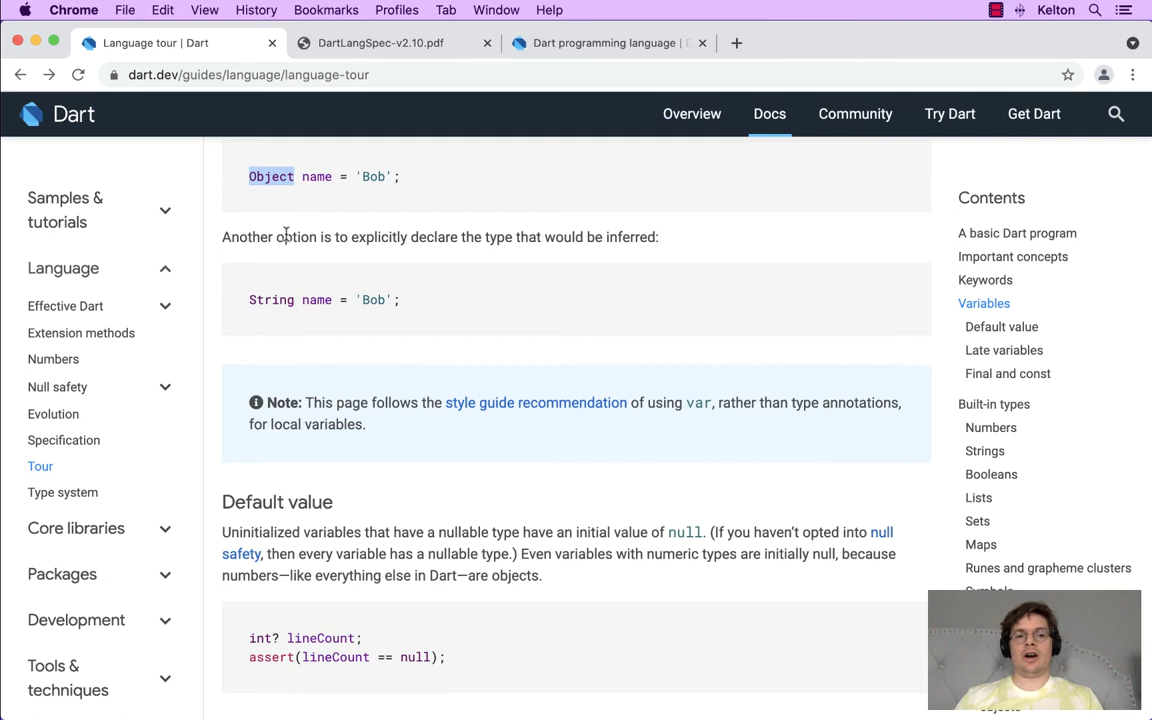 Chrome File Edit View History Bookmarks Profiles Tab Window Help Kelton
Language tour | Dart
DartLangSpec-v2.10.pdf
Dart programming language |
dart.dev/guides/language/language-tour
Dart
Overview Docs Community Try Dart Get Dart
Samples &
tutorials
Language
Effective Dart
Extension methods
Numbers
Null safety
Evolution
Specification
Tour
Type system
Core libraries
Packages
Development
Tools &
techniques
Object name = 'Bob';
Another option is to explicitly declare the type that would be inferred:
String name = 'Bob';
Note: This page follows the style guide recommendation of using var, rather than type annotations,
for local variables.
Default value
Uninitialized variables that have a nullable type have an initial value of null. (If you haven’t opted into null
safety, then every variable has a nullable type.) Even variables with numeric types are initially null, because
numbers—like everything else in Dart—are objects.
int? lineCount;
assert(lineCount == null);
Contents
A basic Dart program
Important concepts
Keywords
Variables
Default value
Late variables
Final and const
Built-in types
Numbers
Strings
Booleans
Lists
Sets
Maps
Runes and grapheme clusters
Symbols